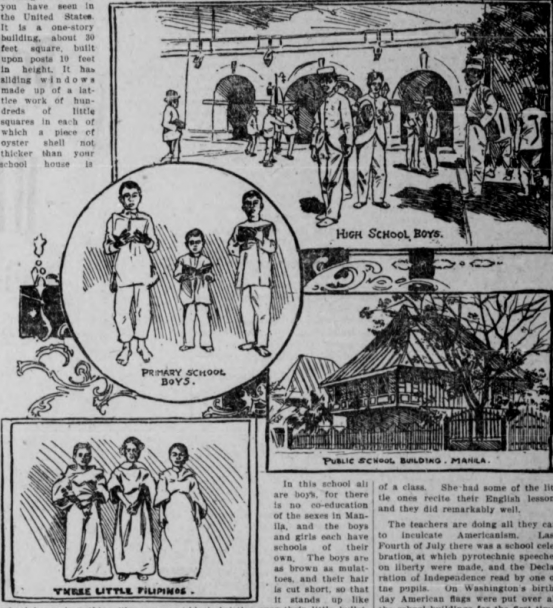 you have seen in
the United States.
It is a one-story
building, about 30
feet square, built
upon posts 10 feet
in height. It has
sliding windows
made up of a lat-
tice work of hun-
dreds of little
squares in each of
which a piece of
oyster shell not
thicker than your
school house is
HIGH SCHOOL BOYS.
PRIMARY SCHOOL
BOYS.
PUBLIC SCHOOL BUILDING. MANILA.
THREE LITTLE FILIPINOS.
In this school all
are boys, for there
is no co-education
of the sexes in Man-
ila, and the boys
and girls each have
schools of their
own. The boys are
as brown as mulat-
toes, and their hair
is cut short, so that
it stands up like
of a class. She had some of the lit
tle ones recite their English lesson
and they did remarkably well.
The teachers are doing all they ca
to inculcate Americanism. Las
Fourth of July there was a school cele
bration, at which pyrotechnic speeche
on liberty were made, and the Decla
ration of Independence read by one o
the pupils. On Washington's birth
day American flags were put over a